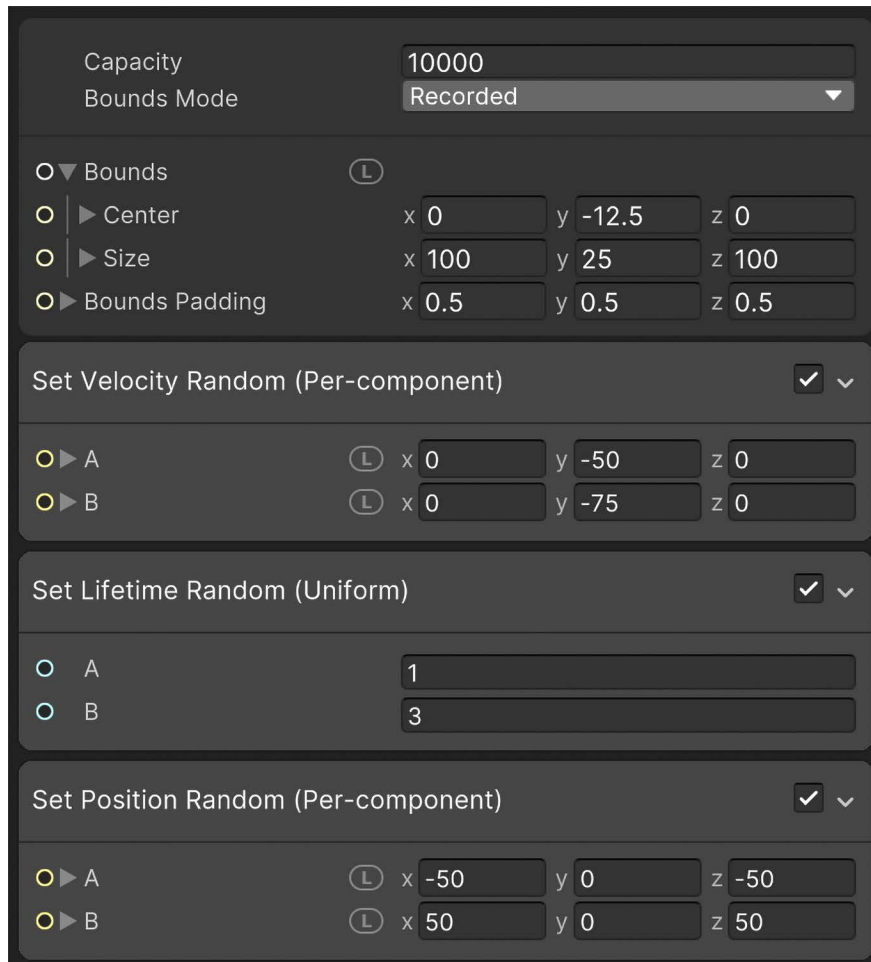 Capacity 10000
Bounds Mode Recorded
Bounds L
Center x 0 y -12.5 z 0
Size x 100 y 25 z 100
Bounds Padding x 0.5 y 0.5 z 0.5
Set Velocity Random (Per-component)
A L x 0 y -50 z 0
B L x 0 y -75 z 0
Set Lifetime Random (Uniform)
A 1
B 3
Set Position Random (Per-component)
A L x -50 y 0 z -50
B L x 50 y 0 z 50